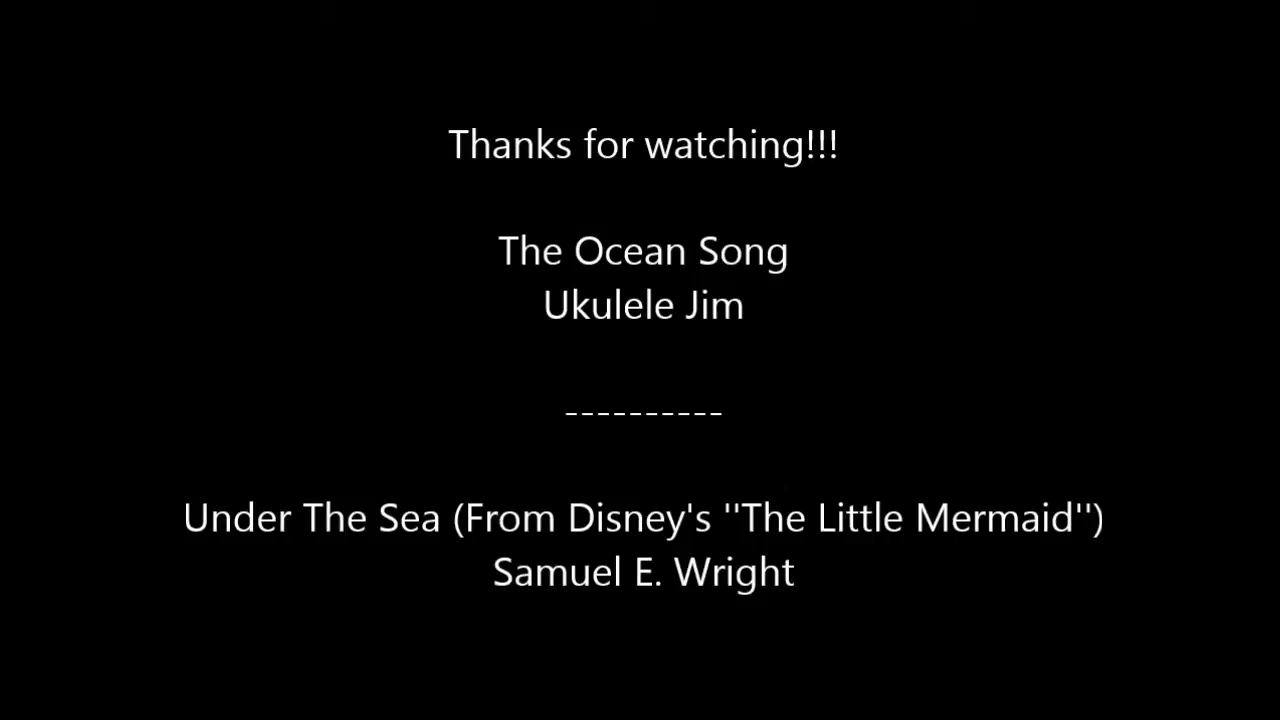 Thanks for watching!!!
The Ocean Song
Ukulele Jim
----------
Under The Sea (From Disney's ''The Little Mermaid'')
Samuel E. Wright